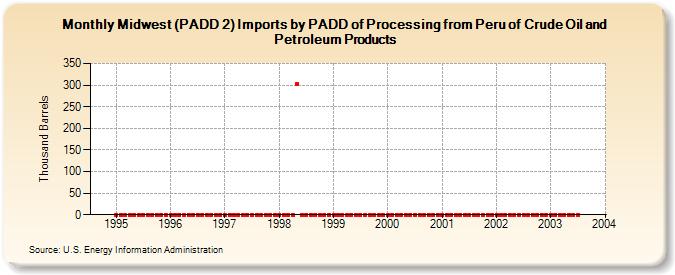 Monthly Midwest (PADD 2) Imports by PADD of Processing from Peru of Crude Oil and
Petroleum Products
Thousand Barrels
350
300
250
200
150
100
50
0
1995 1996 1997 1998 1999 2000 2001 2002 2003 2004
Source: U.S. Energy Information Administration